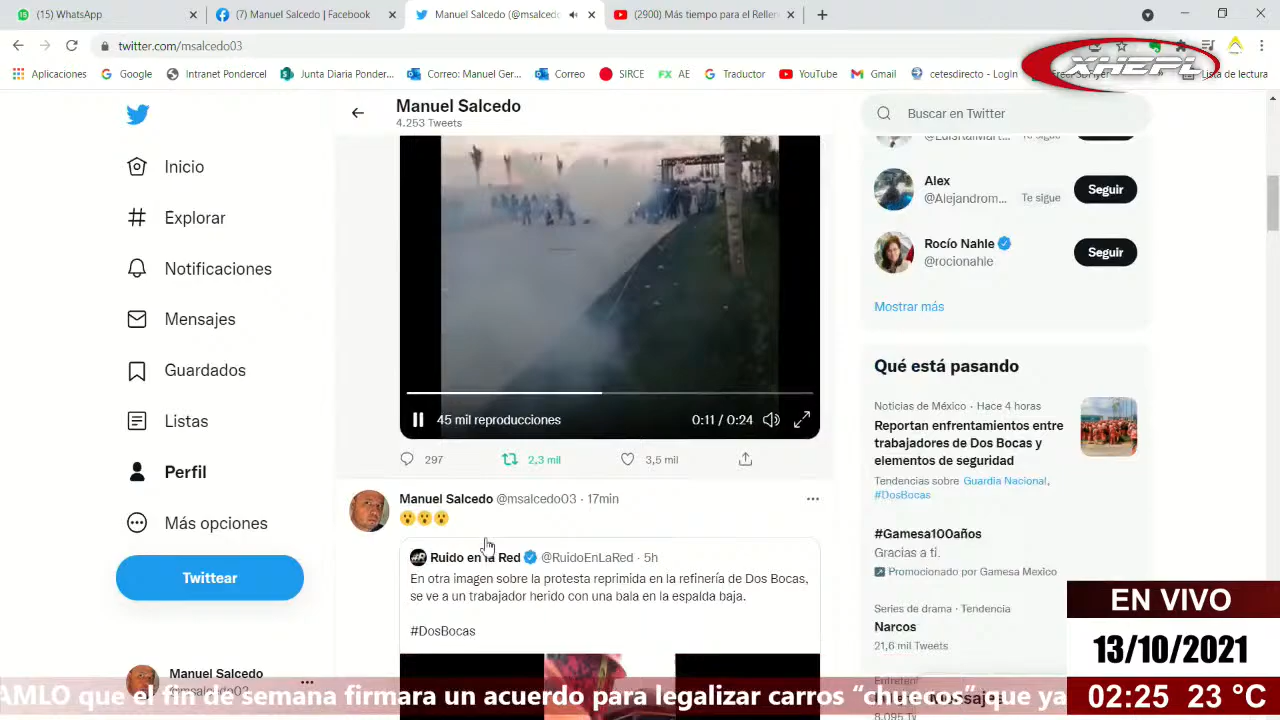 (15) WhatsApp
(7) Manuel Salcedo | Facebook
Manuel Salcedo (@msalcedo
(2900) Más tiempo para el Reller
twitter.com/msalcedo03
Aplicaciones
Google
Intranet Pondercel
Junta Diaria Po
Correo
SIRCE
FX AE
Traductor
YouTube
Gmail
cetesdirecto - LogIn
Lista de lectura
XHEPL
Manuel Salcedo
4.253 Tweets
Buscar en Twitter
Inicio
Explorar
Notificaciones
Mensajes
Guardados
Listas
Perfil
Más opciones
Twittear
Manuel Salcedo
Te sigue
Alex
@Alejandrom...
Te sigue
Seguir
Rocío Nahle
@rocionahle
Seguir
Mostrar más
45 mil reproducciones
0:11 / 0:24
297
2,3 mil
3,5 mil
Manuel Salcedo @msalcedo03 · 17min
😮😮😮
Ruido en la Red @RuidoEnLaRed · 5h
En otra imagen sobre la protesta reprimida en la refinería de Dos Bocas,
se ve a un trabajador herido con una bala en la espalda baja.
#DosBocas
Qué está pasando
Noticias de México · Hace 4 horas
Reportan enfrentamientos entre
trabajadores de Dos Bocas y
elementos de seguridad
Tendencias sobre Guardia Nacional,
#DosBocas
#Gamesa100años
Gracias a ti.
Promocionado por Gamesa Mexico
Series de drama · Tendencia
Narcos
21,6 mil Tweets
EN VIVO
13/10/2021
02:25 23 °C
AMLO que el fin de semana firmara un acuerdo para legalizar carros “chuecos” que ya